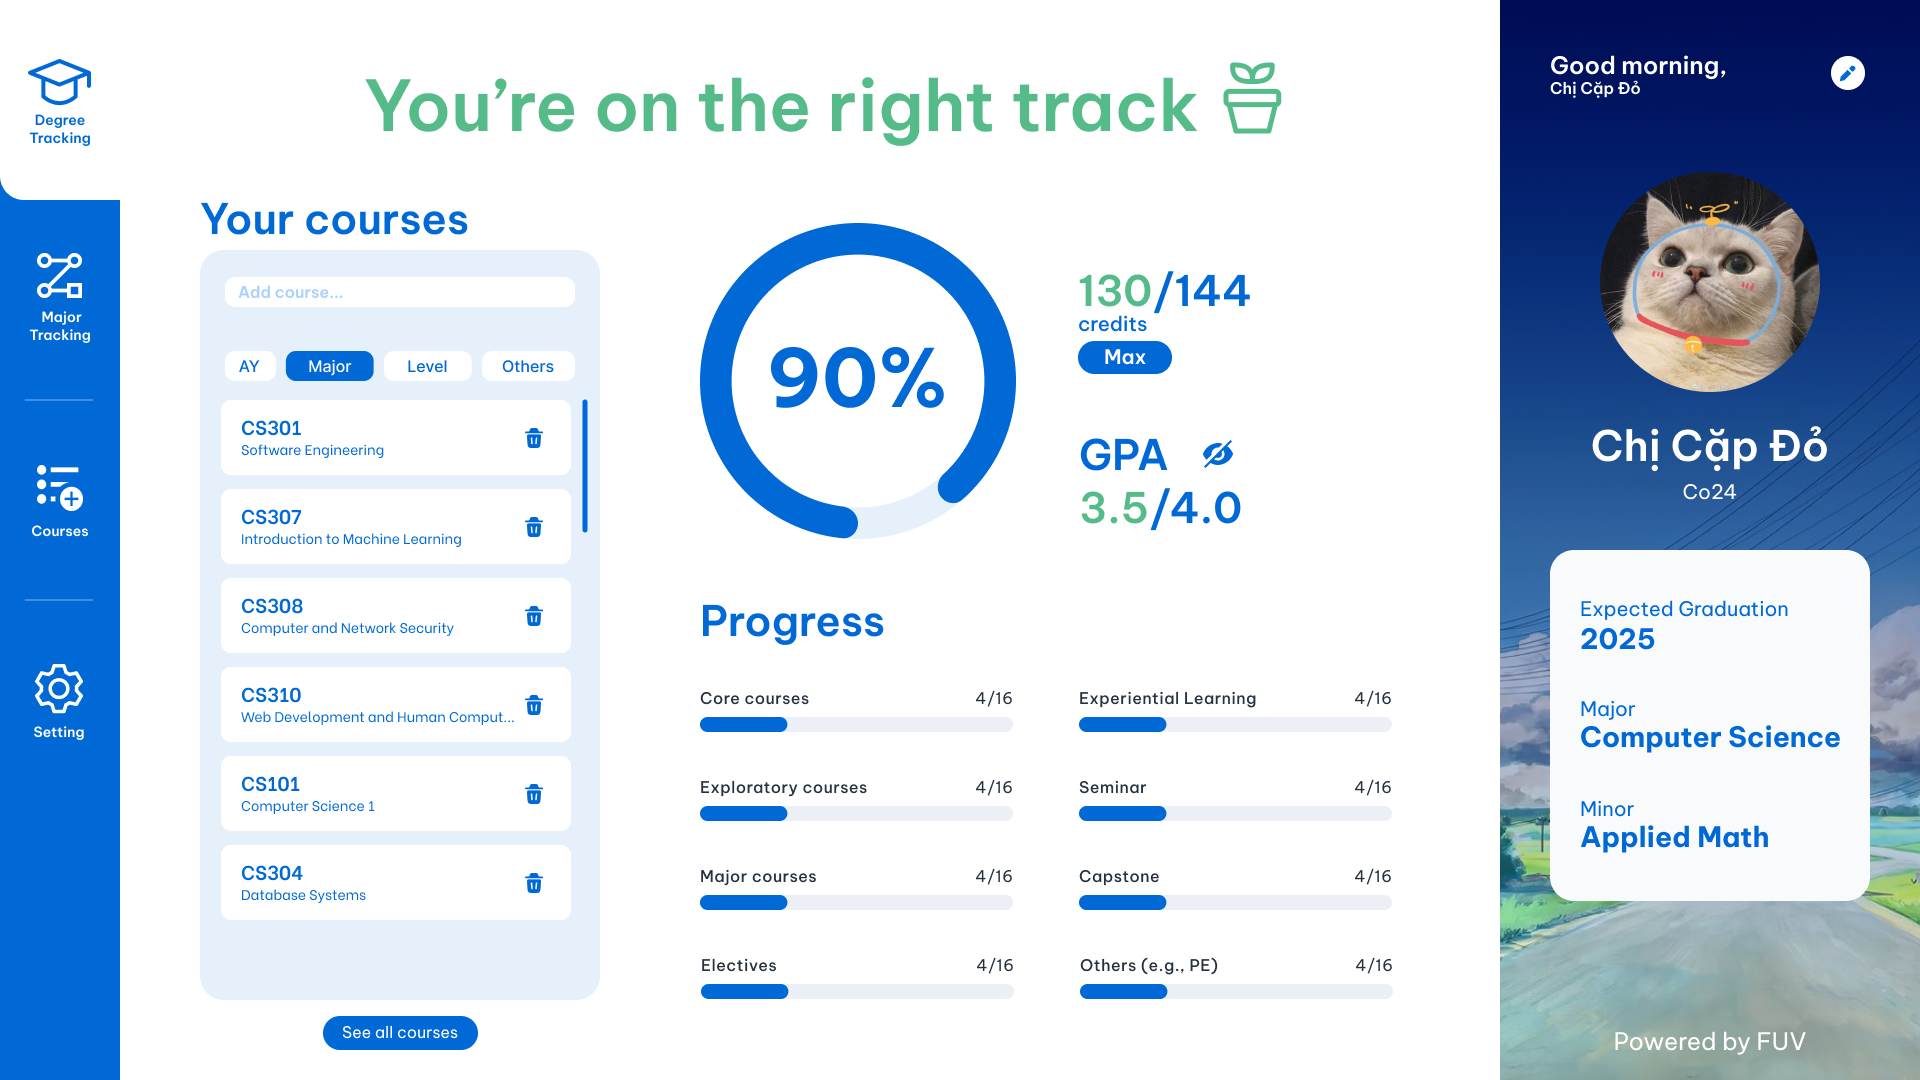 Degree
Tracking
Major
Tracking
Courses
Setting
You’re on the right track
Your courses
Add course...
AY
Major
Level
Others
CS301
Software Engineering
CS307
Introduction to Machine Learning
CS308
Computer and Network Security
CS310
Web Development and Human Comput...
CS101
Computer Science 1
CS304
Database Systems
See all courses
90%
130/144
credits
Max
GPA
3.5/4.0
Progress
Core courses 4/16
Exploratory courses 4/16
Major courses 4/16
Electives 4/16
Experiential Learning 4/16
Seminar 4/16
Capstone 4/16
Others (e.g., PE) 4/16
Good morning,
Chị Cặp Đỏ
Chị Cặp Đỏ
Co24
Expected Graduation
2025
Major
Computer Science
Minor
Applied Math
Powered by FUV